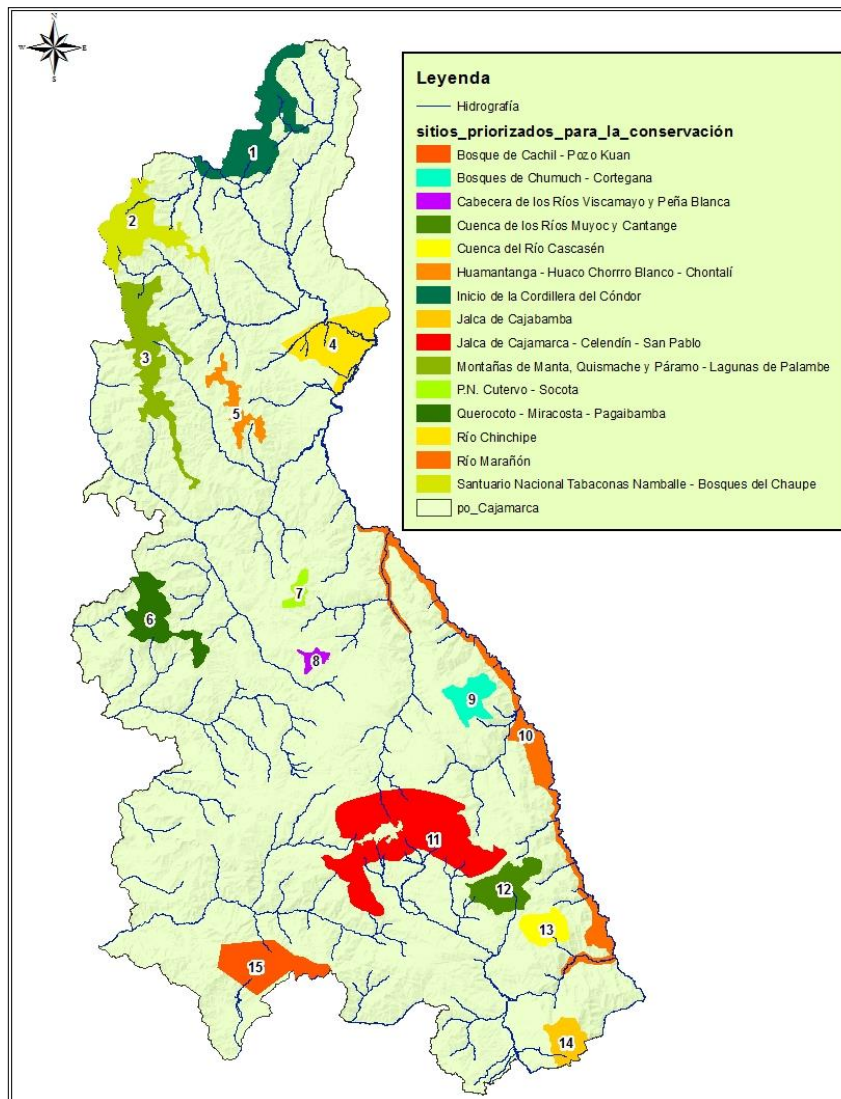 N
W
E
S
Leyenda
Hidrografía
sitios_priorizados_para_la_conservación
Bosque de Cachil - Pozo Kuan
Bosques de Chumuch - Cortegana
Cabecera de los Ríos Viscamayo y Peña Blanca
Cuenca de los Ríos Muyoc y Cantange
Cuenca del Río Cascasén
Huamantanga - Huaco Chorrro Blanco - Chontalí
Inicio de la Cordillera del Cóndor
Jalca de Cajabamba
Jalca de Cajamarca - Celendín - San Pablo
Montañas de Manta, Quismache y Páramo - Lagunas de Palambe
P.N. Cutervo - Socota
Querocoto - Miracosta - Pagaibamba
Río Chinchipe
Río Marañón
Santuario Nacional Tabaconas Namballe - Bosques del Chaupe
po_Cajamarca
1
2
3
4
5
6
7
8
9
10
11
12
13
15
14